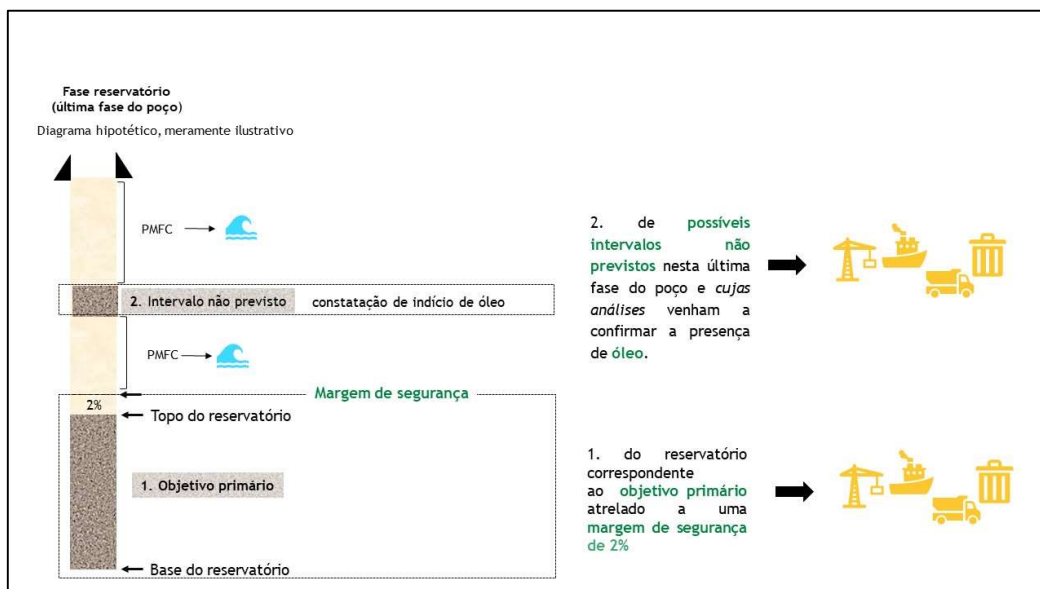 Fase reservatório
(última fase do poço)
Diagrama hipotético, meramente ilustrativo
PMFC
2. Intervalo não previsto
constatação de indício de óleo
PMFC
Margem de segurança
2%
Topo do reservatório
1. Objetivo primário
Base do reservatório
2. de possíveis
intervalos não
previstos nesta última
fase do poço e cujas
análises venham a
confirmar a presença
de óleo.
1. do reservatório
correspondente
ao objetivo primário
atrelado a uma
margem de segurança
de 2%